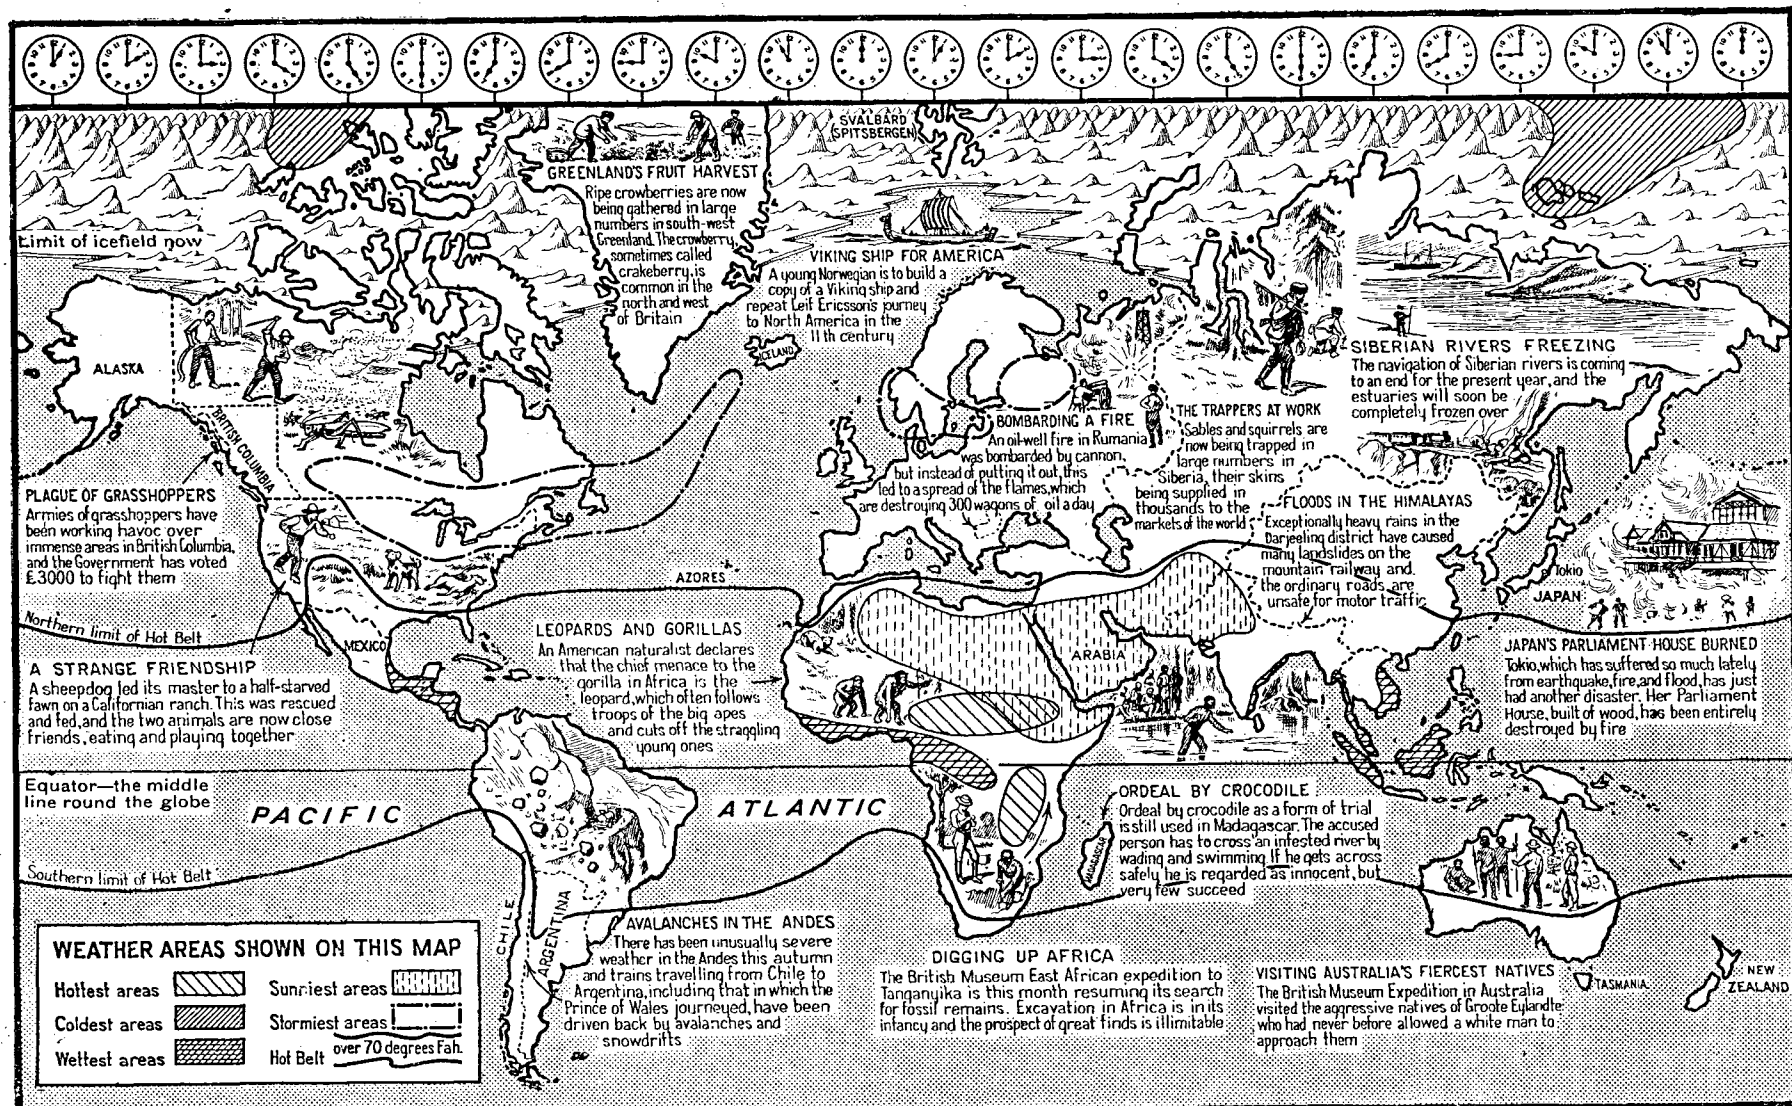 SVALBARD
(SPITSBERGEN)
GREENLAND'S FRUIT HARVEST
Ripe crowberries are now
being gathered in large
numbers in south-west
Greenland. The crowberry,
sometimes called
crakeberry, is
common in the
north and west
of Britain
Limit of icefield now
VIKING SHIP FOR AMERICA
A young Norwegian is to build a
copy of a Viking ship and
repeat Leif Ericsson's journey
to North America in the
11th century
ICELAND
ALASKA
BRITISH COLUMBIA
SIBERIAN RIVERS FREEZING
The navigation of Siberian rivers is coming
to an end for the present year, and the
estuaries will soon be
completely frozen over
BOMBARDING A FIRE
An oil-well fire in Rumania
was bombarded by cannon,
but instead of putting it out, this
led to a spread of the flames, which
are destroying 300 wagons of oil a day
THE TRAPPERS AT WORK
Sables and squirrels are
now being trapped in
large numbers in
Siberia, their skins
being supplied in
thousands to the
markets of the world
PLAGUE OF GRASSHOPPERS
Armies of grasshoppers have
been working havoc over
immense areas in British Columbia,
and the Government has voted
£3000 to fight them
FLOODS IN THE HIMALAYAS
Exceptionally heavy rains in the
Darjeeling district have caused
many landslides on the
mountain railway and
the ordinary roads are
unsafe for motor traffic
AZORES
Tokio
JAPAN
Northern limit of Hot Belt
MEXICO
ARABIA
LEOPARDS AND GORILLAS
An American naturalist declares
that the chief menace to the
gorilla in Africa is the
leopard, which often follows
troops of the big apes
and cuts off the straggling
young ones
JAPAN'S PARLIAMENT HOUSE BURNED
Tokio, which has suffered so much lately
from earthquake, fire, and flood, has just
had another disaster. Her Parliament
House, built of wood, has been entirely
destroyed by fire
A STRANGE FRIENDSHIP
A sheepdog led its master to a half-starved
fawn on a Californian ranch. This was rescued
and fed, and the two animals are now close
friends, eating and playing together
Equator—the middle
line round the globe
PACIFIC
ATLANTIC
ORDEAL BY CROCODILE
Ordeal by crocodile as a form of trial
is still used in Madagascar. The accused
person has to cross an infested river by
wading and swimming. If he gets across
safely he is regarded as innocent, but
very few succeed
MADAGASCAR
Southern limit of Hot Belt
CHILE
ARGENTINA
AVALANCHES IN THE ANDES
There has been unusually severe
weather in the Andes this autumn
and trains travelling from Chile to
Argentina, including that in which the
Prince of Wales journeyed, have been
driven back by avalanches and
snowdrifts
DIGGING UP AFRICA
The British Museum East African expedition to
Tanganyika is this month resuming its search
for fossil remains. Excavation in Africa is in its
infancy and the prospect of great finds is illimitable
VISITING AUSTRALIA'S FIERCEST NATIVES
The British Museum Expedition in Australia
visited the aggressive natives of Groote Eylandte
who had never before allowed a white man to
approach them
TASMANIA
NEW
ZEALAND
WEATHER AREAS SHOWN ON THIS MAP
Hottest areas
Sunniest areas
Coldest areas
Stormiest areas
Wettest areas
Hot Belt over 70 degrees Fah.